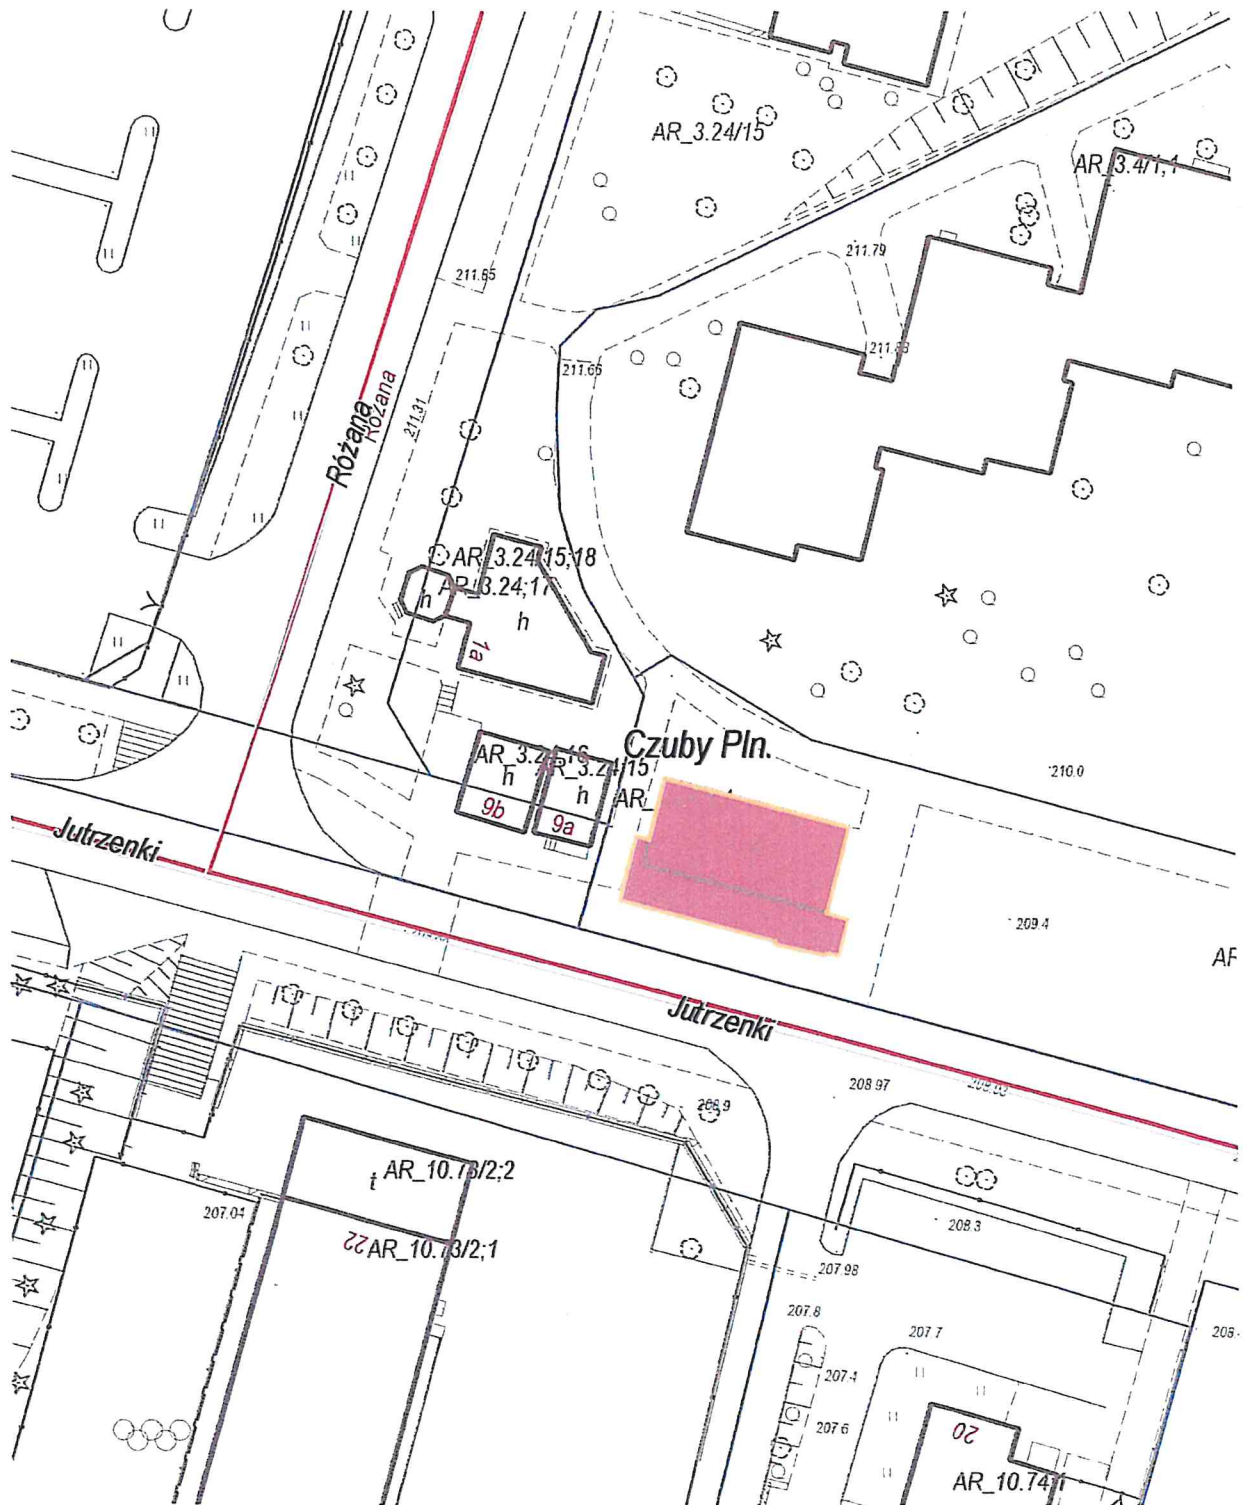 AR_3.24/15
AR_3.4/1;1
211.79
211.65
211.66
Różana
Różana
211.31
AR_3.24/15;18
AR_3.24;17
h
h
1a
Czuby Pln.
h
h
9b
9a
210.0
Jutrzenki
209.4
Jutrzenki
208.97
208.9
AR_10.73/2;2
t
207.04
22
AR_10.73/2;1
208.3
207.98
207.8
207.7
207.4
207.6
20